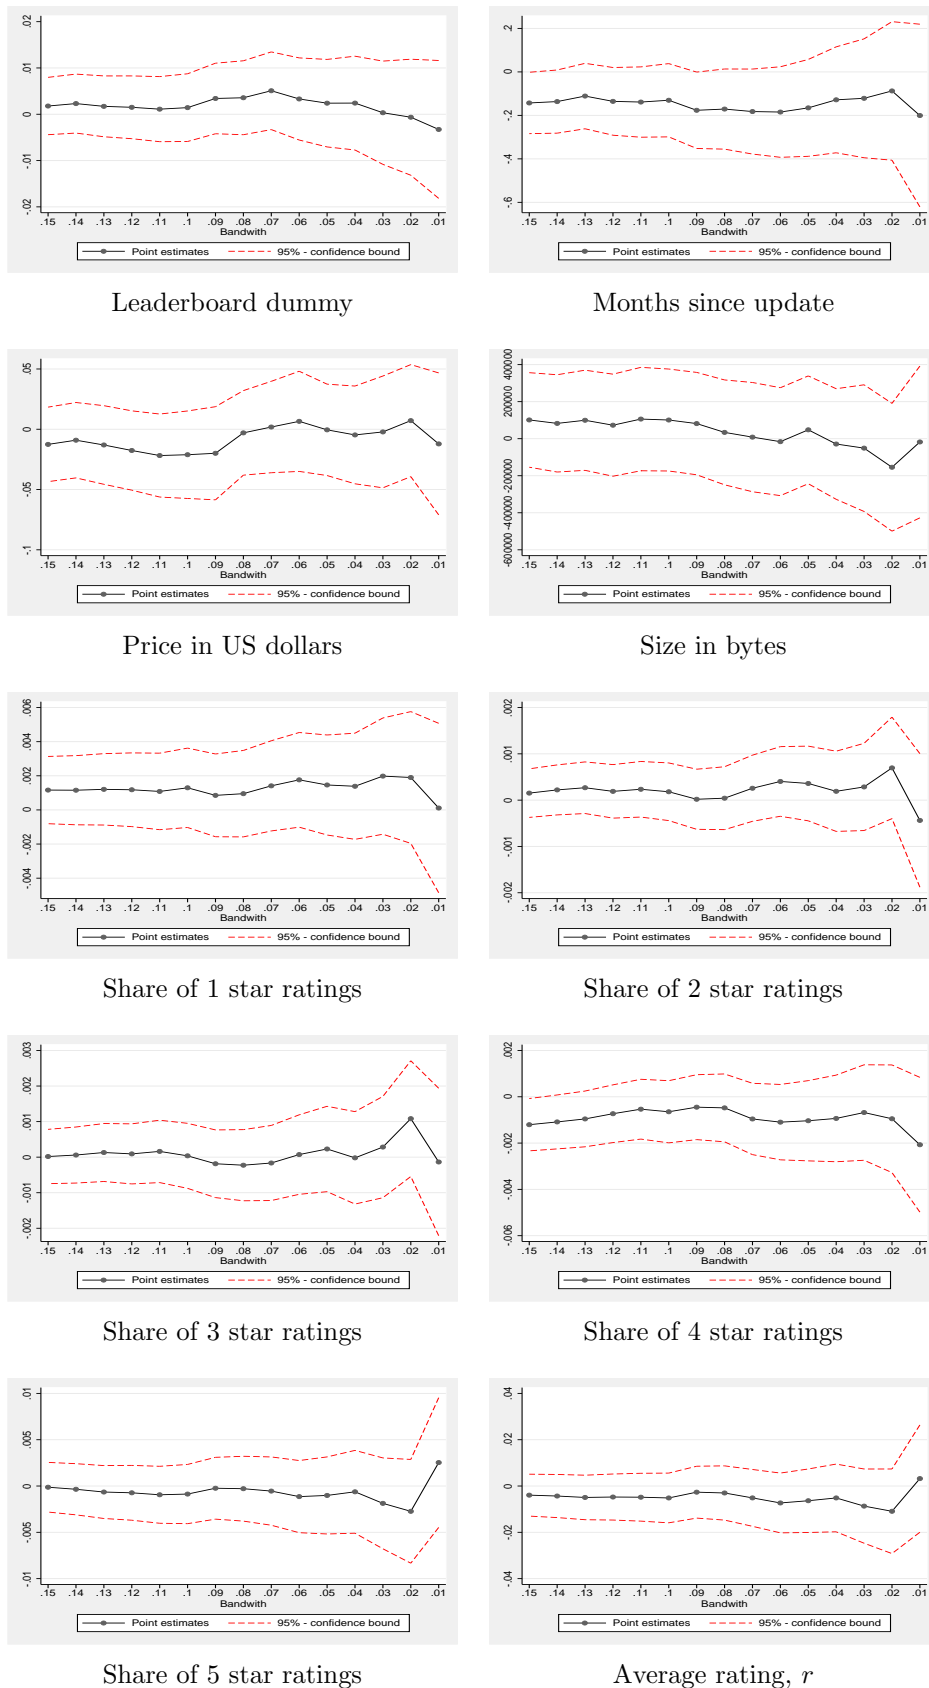 .02
.01
0
-.01
-.02
.15 .14 .13 .12 .11 .1 .09 .08 .07 .06 .05 .04 .03 .02 .01
Bandwith
Point estimates 95% - confidence bound
Leaderboard dummy
.2
0
-.2
-.4
-.6
.15 .14 .13 .12 .11 .1 .09 .08 .07 .06 .05 .04 .03 .02 .01
Bandwith
Point estimates 95% - confidence bound
Months since update
.05
0
-.05
-.1
.15 .14 .13 .12 .11 .1 .09 .08 .07 .06 .05 .04 .03 .02 .01
Bandwith
Point estimates 95% - confidence bound
Price in US dollars
400000
200000
0
-200000
-400000
-600000
.15 .14 .13 .12 .11 .1 .09 .08 .07 .06 .05 .04 .03 .02 .01
Bandwith
Point estimates 95% - confidence bound
Size in bytes
.006
.004
.002
0
-.002
-.004
.15 .14 .13 .12 .11 .1 .09 .08 .07 .06 .05 .04 .03 .02 .01
Bandwith
Point estimates 95% - confidence bound
Share of 1 star ratings
.002
.001
0
-.001
-.002
.15 .14 .13 .12 .11 .1 .09 .08 .07 .06 .05 .04 .03 .02 .01
Bandwith
Point estimates 95% - confidence bound
Share of 2 star ratings
.003
.002
.001
0
-.001
-.002
.15 .14 .13 .12 .11 .1 .09 .08 .07 .06 .05 .04 .03 .02 .01
Bandwith
Point estimates 95% - confidence bound
Share of 3 star ratings
.002
0
-.002
-.004
-.006
.15 .14 .13 .12 .11 .1 .09 .08 .07 .06 .05 .04 .03 .02 .01
Bandwith
Point estimates 95% - confidence bound
Share of 4 star ratings
.01
.005
0
-.005
-.01
.15 .14 .13 .12 .11 .1 .09 .08 .07 .06 .05 .04 .03 .02 .01
Bandwith
Point estimates 95% - confidence bound
Share of 5 star ratings
.04
.02
0
-.02
-.04
.15 .14 .13 .12 .11 .1 .09 .08 .07 .06 .05 .04 .03 .02 .01
Bandwith
Point estimates 95% - confidence bound
Average rating, r